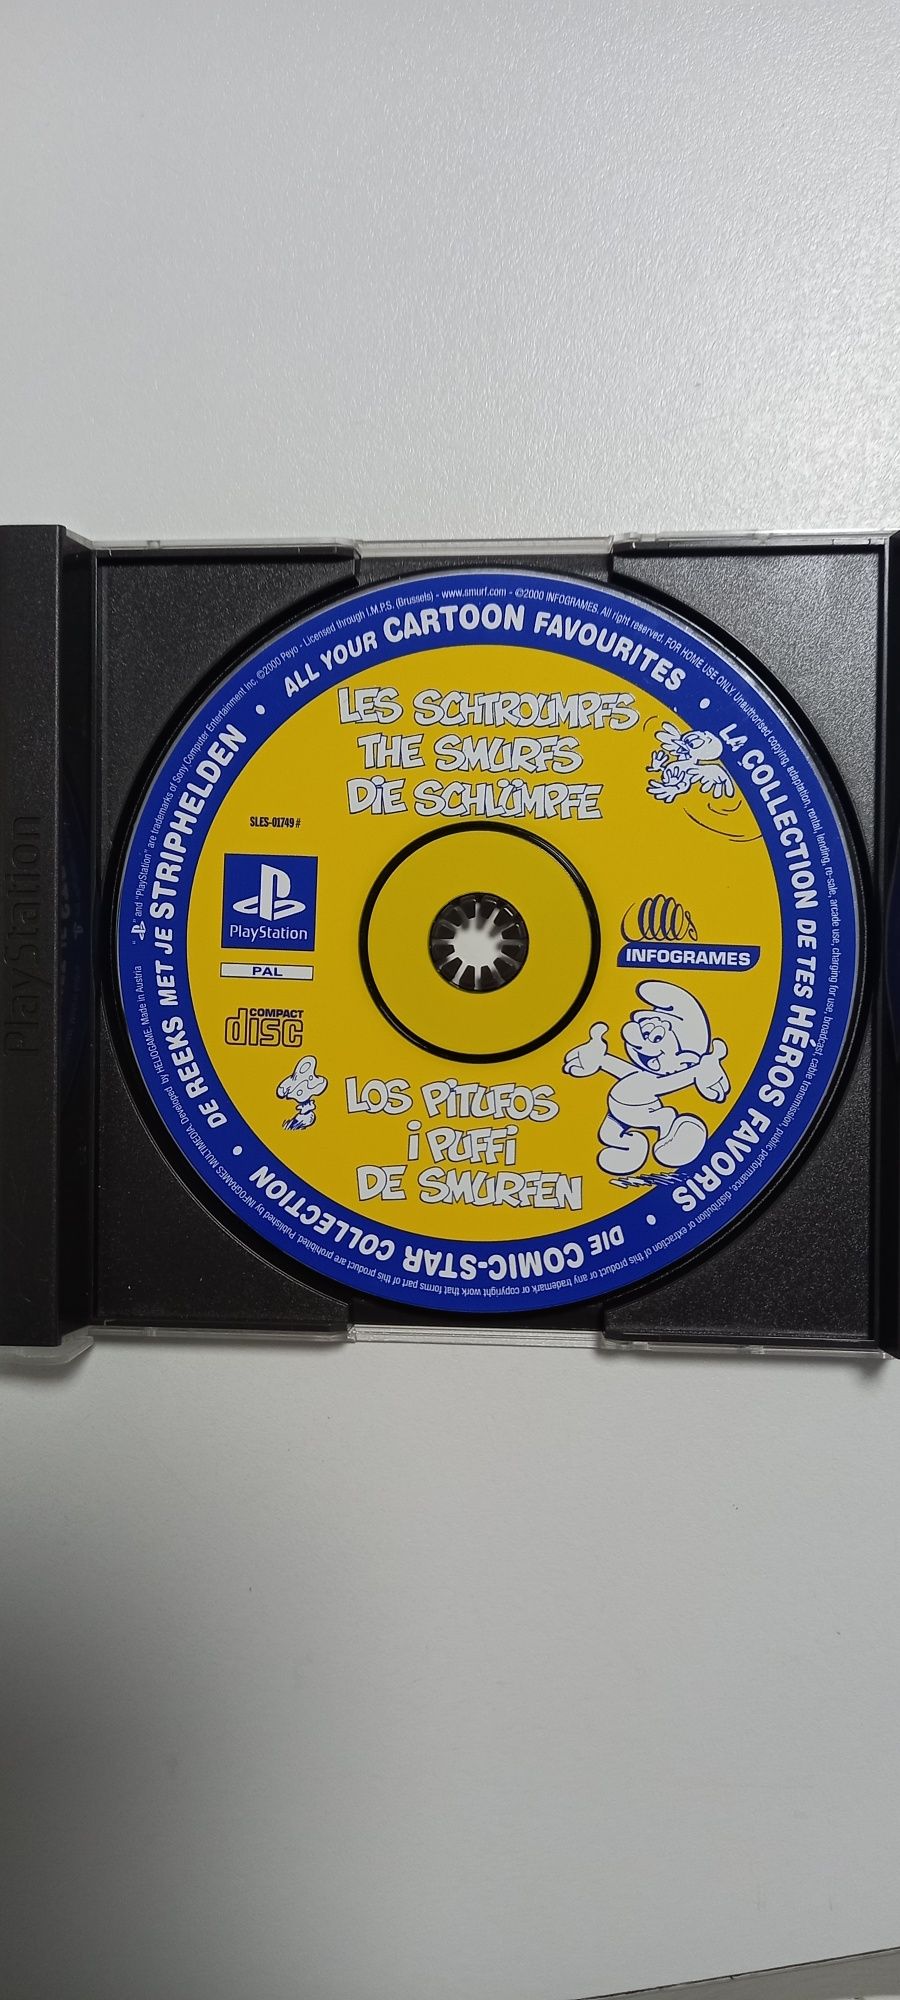 LES SCHTROUMPFS
THE SMURFS
DIE SCHLÜMPFE
SLES-01749 #
PlayStation
PAL
COMPACT
disc
INFOGRAMES
LOS PITUFOS
I PUFFI
DE SMURFEN
ALL YOUR CARTOON FAVOURITES • LA COLLECTION DE TES HÉROS FAVORIS • DIE COMIC-STAR COLLECTION • DE REEKS MET JE STRIPHELDEN •
" " and "PlayStation" are trademarks of Sony Computer Entertainment Inc. ©2000 Peyo - Licensed through I.M.P.S. (Brussels) - www.smurf.com - ©2000 INFOGRAMES. All right reserved. FOR HOME USE ONLY. Unauthorised copying, adaptation, rental, lending, re-sale, arcade use, charging for use, broadcast, cable transmission, public performance, distribution or extraction of this product or any trademark or copyright work that forms part of this product are prohibited. Published by INFOGRAMES MULTIMEDIA. Developed by HELIOGAME. Made in Austria
PlayStation